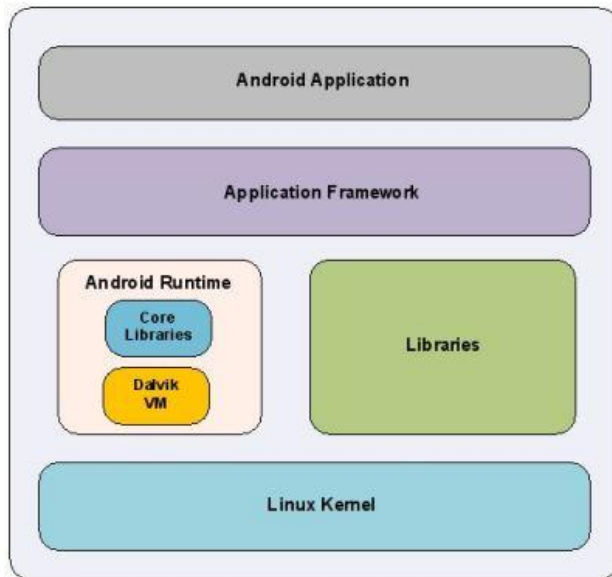 Android Application
Application Framework
Android Runtime
Core
Libraries
Dalvik
VM
Libraries
Linux Kernel